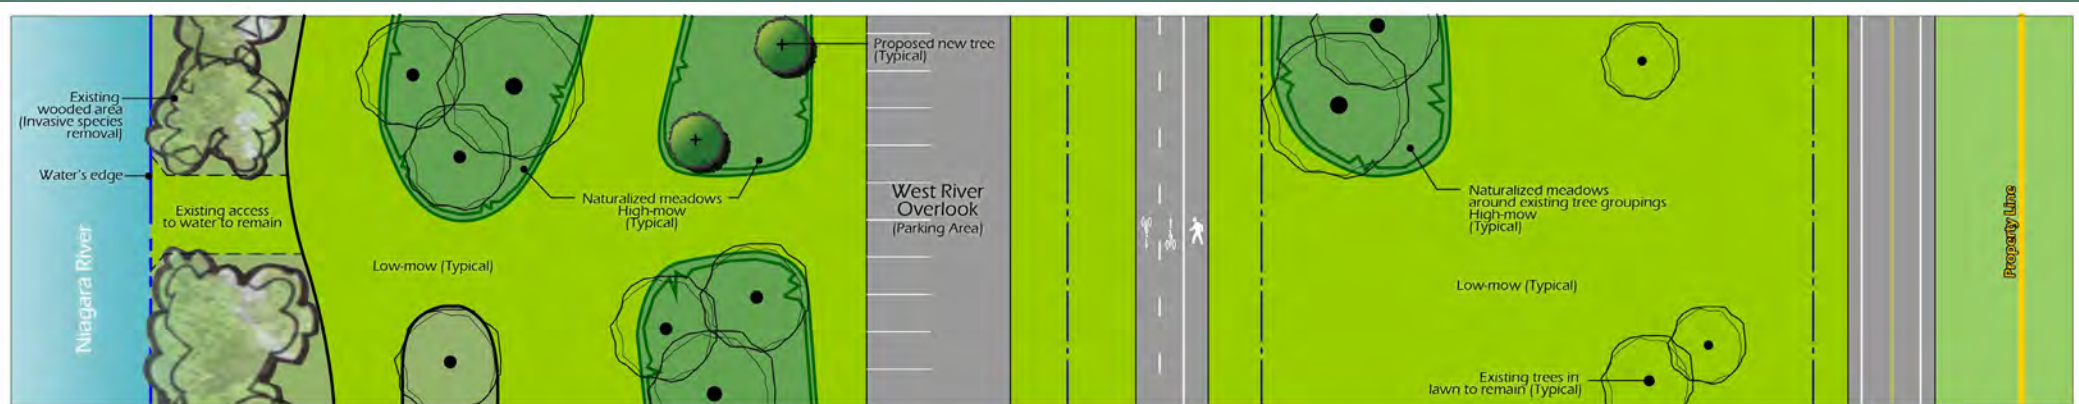 Existing
wooded area
(Invasive species
removal)
Water's edge
Niagara River
Existing access
to water to remain
Low-mow (Typical)
Naturalized meadows
High-mow
(Typical)
Proposed new tree
(Typical)
West River
Overlook
(Parking Area)
Naturalized meadows
around existing tree groupings
High-mow
(Typical)
Low-mow (Typical)
Existing trees in
lawn to remain (Typical)
Property Line